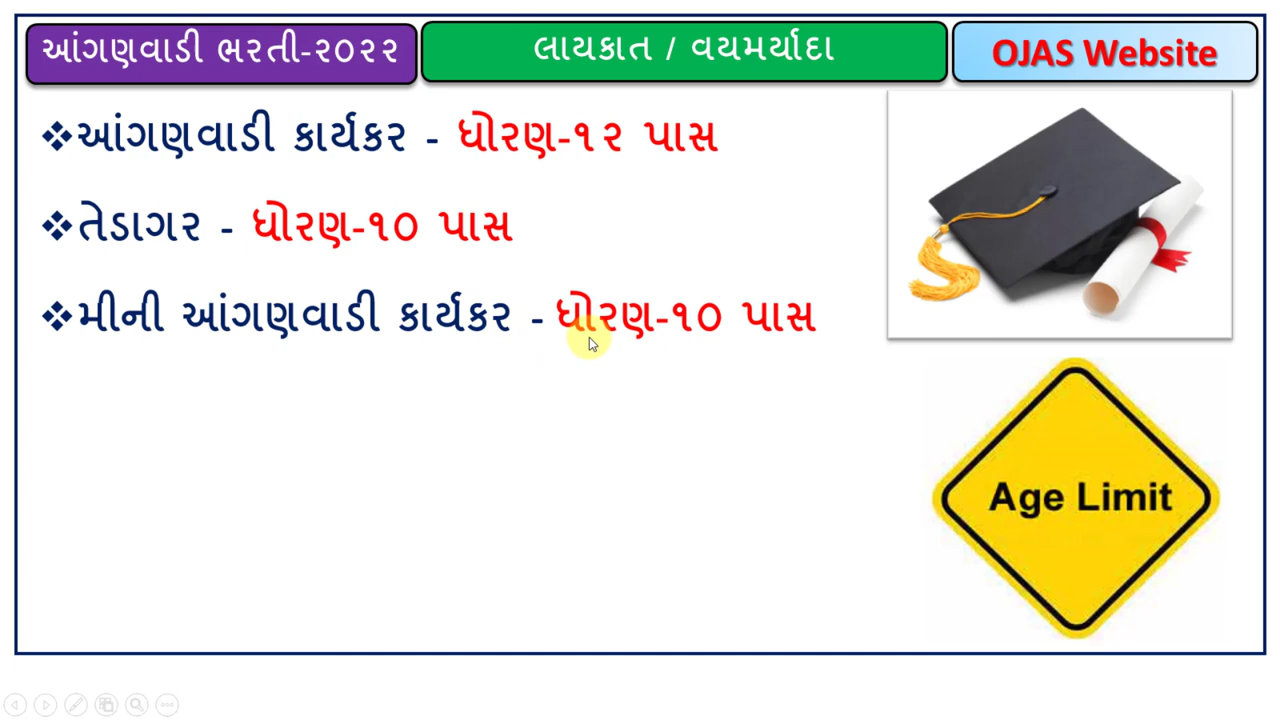 આંગણવાડી ભરતી-૨૦૨૨
લાયકાત / વયમર્યાદા
OJAS Website
❖આંગણવાડી કાર્યકર - ધોરણ-૧૨ પાસ
❖તેડાગર - ધોરણ-૧૦ પાસ
❖મીની આંગણવાડી કાર્યકર - ધોરણ-૧૦ પાસ
Age Limit